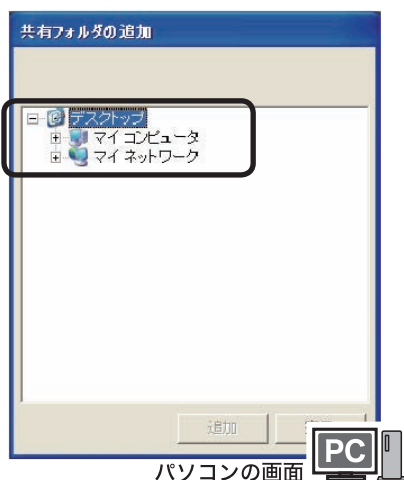 共有フォルダの追加
デスクトップ
マイ コンピュータ
マイ ネットワーク
追加
パソコンの画面
PC